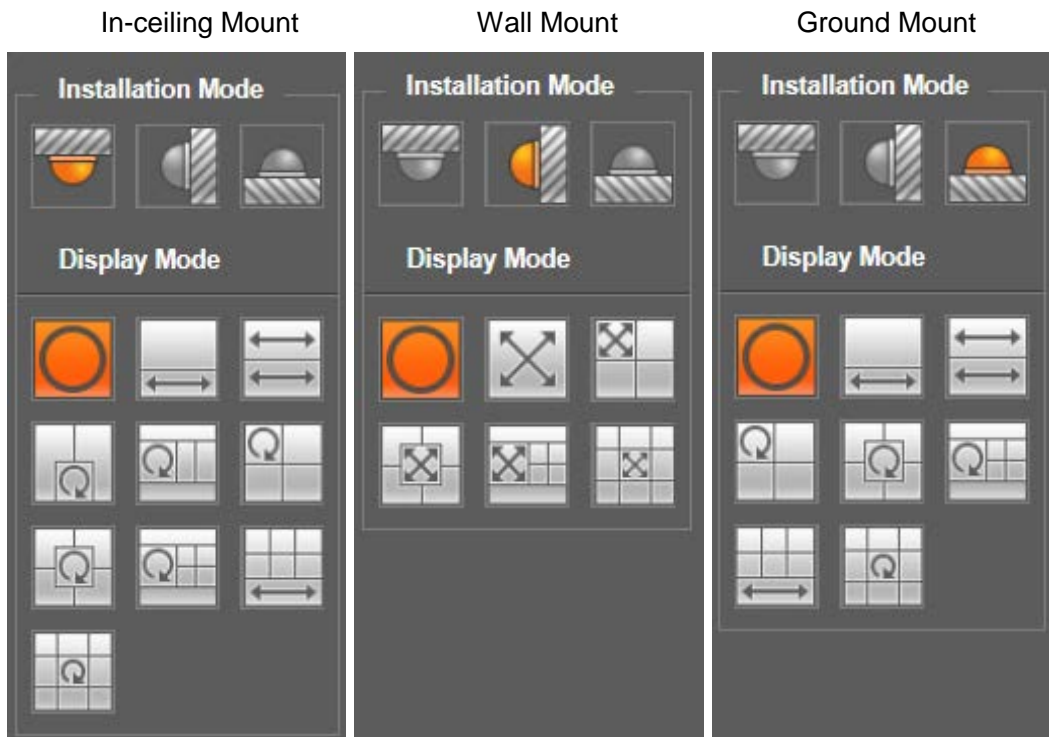 In-ceiling Mount
Wall Mount
Ground Mount
Installation Mode
Installation Mode
Installation Mode
Display Mode
Display Mode
Display Mode